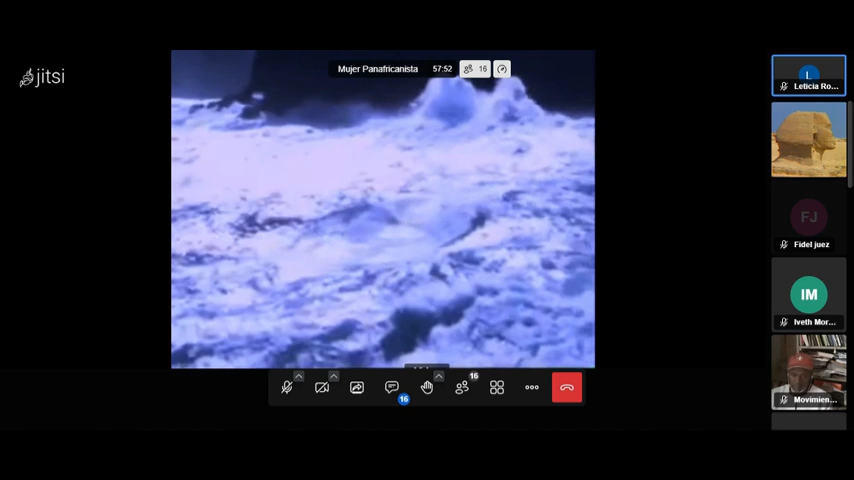 jitsi
Mujer Panafricanista 57:52 16
L
Leticia Ro...
FJ
Fidel juez
IM
Iveth Mor...
Movimien...
16
16